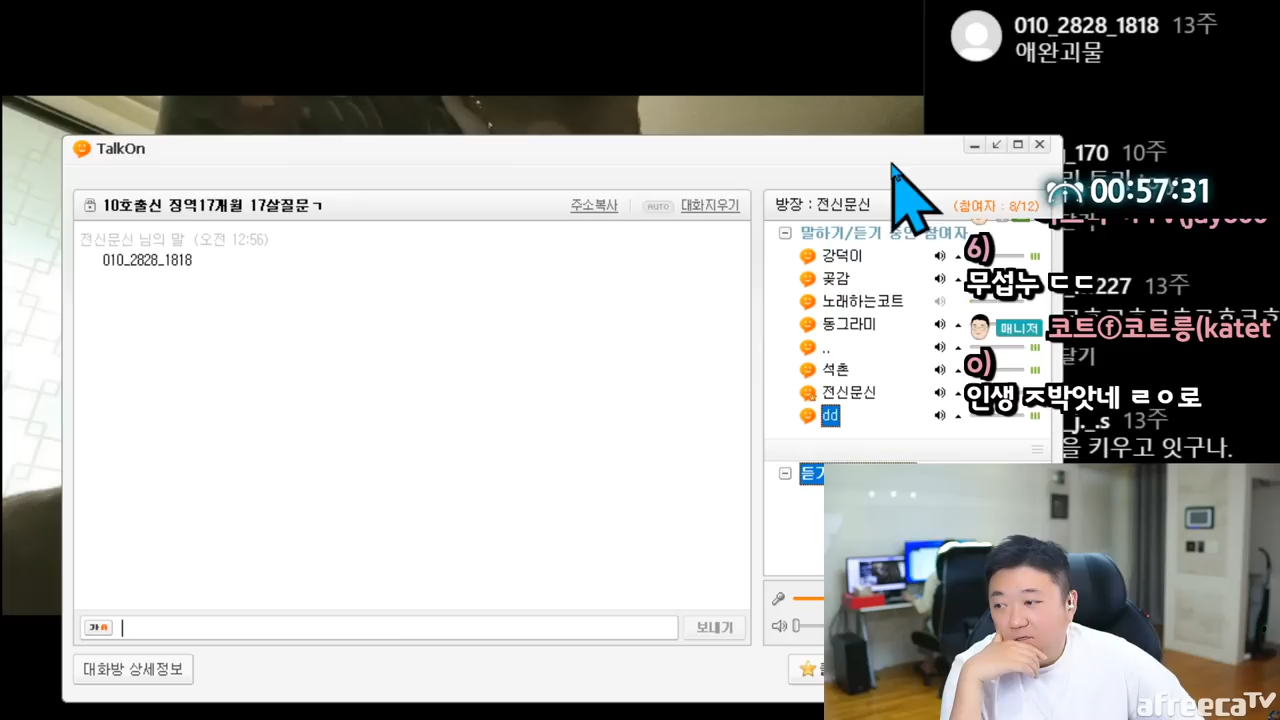 010_2828_1818 13주
애완괴물
TalkOn
_170 10주
00:57:31
10호출신 징역17개월 17살질문ㄱ
주소복사
AUTO
대화지우기
방장 : 전신문신
(참여자 : 8/12)
전신문신 님의 말 (오전 12:56)
010_2828_1818
말하기/듣기 중인 참여자
강덕이
곶감
노래하는코트
동그라미
..
석촌
전신문신
dd
6)
무섭누 ㄷㄷ
227 13주
매니저 코트ⓕ코트릉(katet
이)
달기
인생 ㅈ박앗네 ㄹㅇ로
_j._.s 13주
을 키우고 잇구나.
가
보내기
대화방 상세정보
afreecaTV